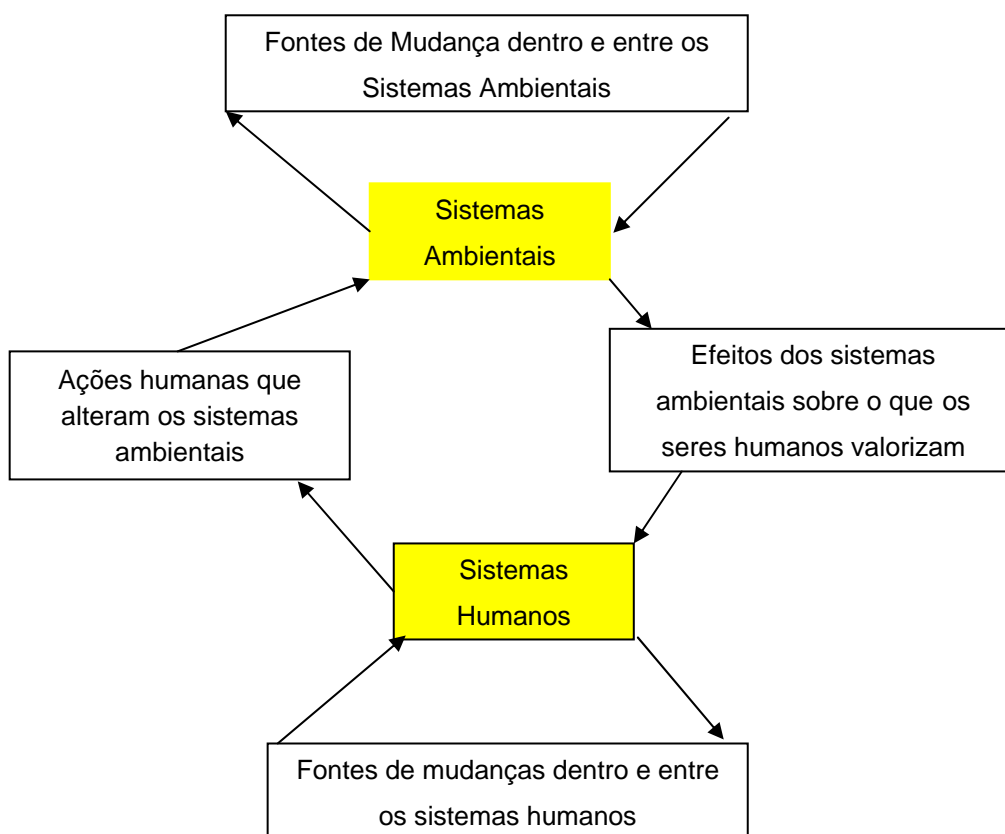 Fontes de Mudança dentro e entre os
Sistemas Ambientais
Sistemas
Ambientais
Ações humanas que
alteram os sistemas
ambientais
Efeitos dos sistemas
ambientais sobre o que os
seres humanos valorizam
Sistemas
Humanos
Fontes de mudanças dentro e entre
os sistemas humanos